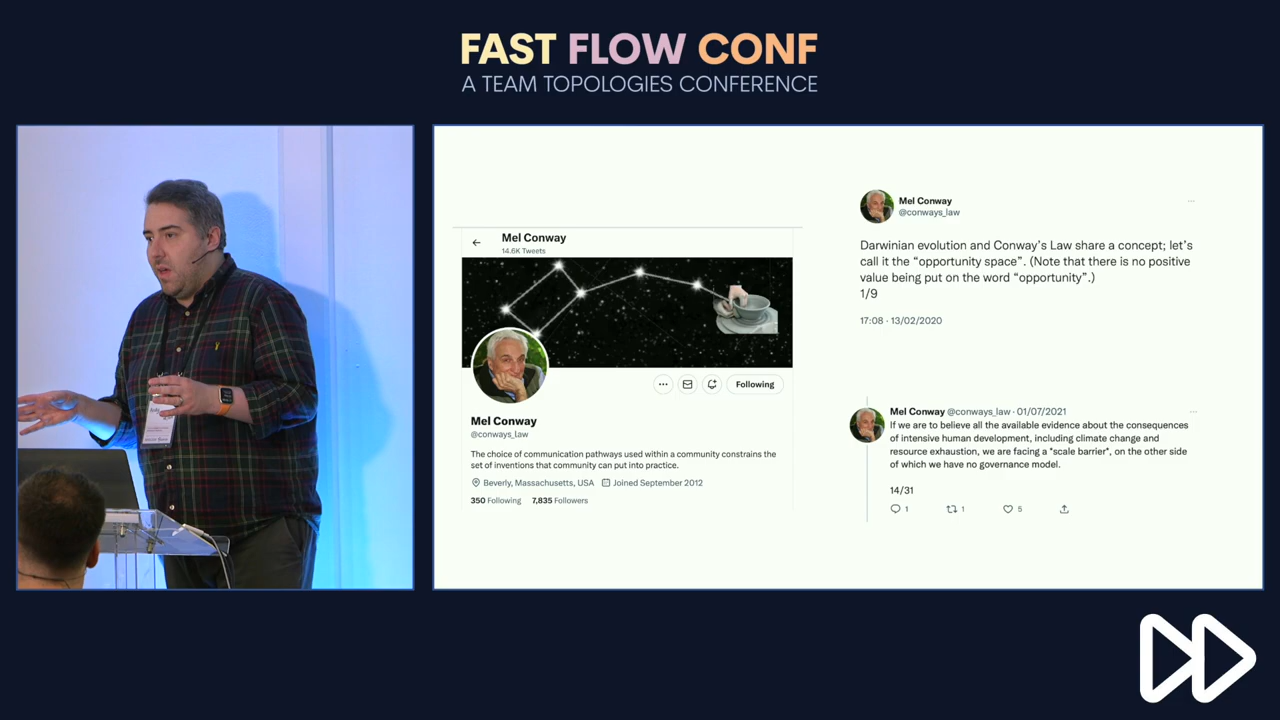 FAST FLOW CONF
A TEAM TOPOLOGIES CONFERENCE
Mel Conway
14.6K Tweets
Following
Mel Conway
@conways_law
The choice of communication pathways used within a community constrains the
set of inventions that community can put into practice.
Beverly, Massachusetts, USA Joined September 2012
350 Following 7,835 Followers
Mel Conway
@conways_law
Darwinian evolution and Conway's Law share a concept; let's
call it the “opportunity space”. (Note that there is no positive
value being put on the word “opportunity”.)
1/9
17:08 · 13/02/2020
Mel Conway @conways_law · 01/07/2021
If we are to believe all the available evidence about the consequences
of intensive human development, including climate change and
resource exhaustion, we are facing a *scale barrier*, on the other side
of which we have no governance model.
14/31
1 1 5